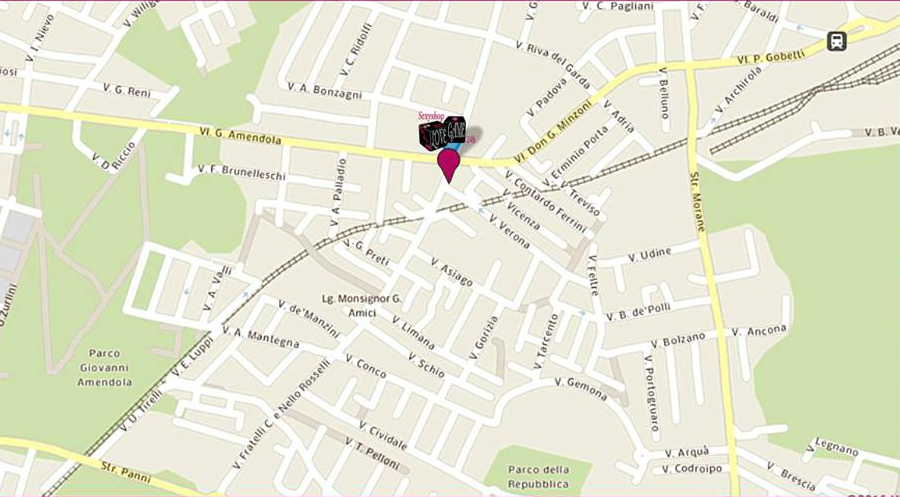 V. I. Nievo
V. C. Ridolfi
V. C. Pagliani
V. Riva del Garda
Vl. P. Gobetti
V. G. Reni
V. A. Bonzagni
V. Padova
V. Belluno
V. Archirola
V. Adria
Sexyshop
LOVE GAME
24h
Vl. G. Amendola
Vl Don G. Minzoni
V. D Riccio
V. F. Brunelleschi
V. A. Palladio
V. Erminio Porta
V. Treviso
V. Contardo Ferrini
V. Vicenza
V. Verona
Str. Morane
V. Udine
V. Feltre
V. G. Preti
V. Asiago
V. A. Valli
Lg. Monsignor G.
Amici
V. de'Manzini
V. B. de'Polli
V. Ancona
V. Limana
V. Gorizia
V. Tarcento
V. A. Mantegna
V. Bolzano
V. E. Luppi
Parco
Giovanni
Amendola
V. Schio
V. Conco
V. Gemona
V. Portogruaro
V. U. Tirelli
V. Fratelli C. e Nello Rosselli
V. Cividale
V. T. Pelloni
Str. Panni
Parco della
Repubblica
V. Arquà
V. Codroipo
V. Legnano
V. Brescia